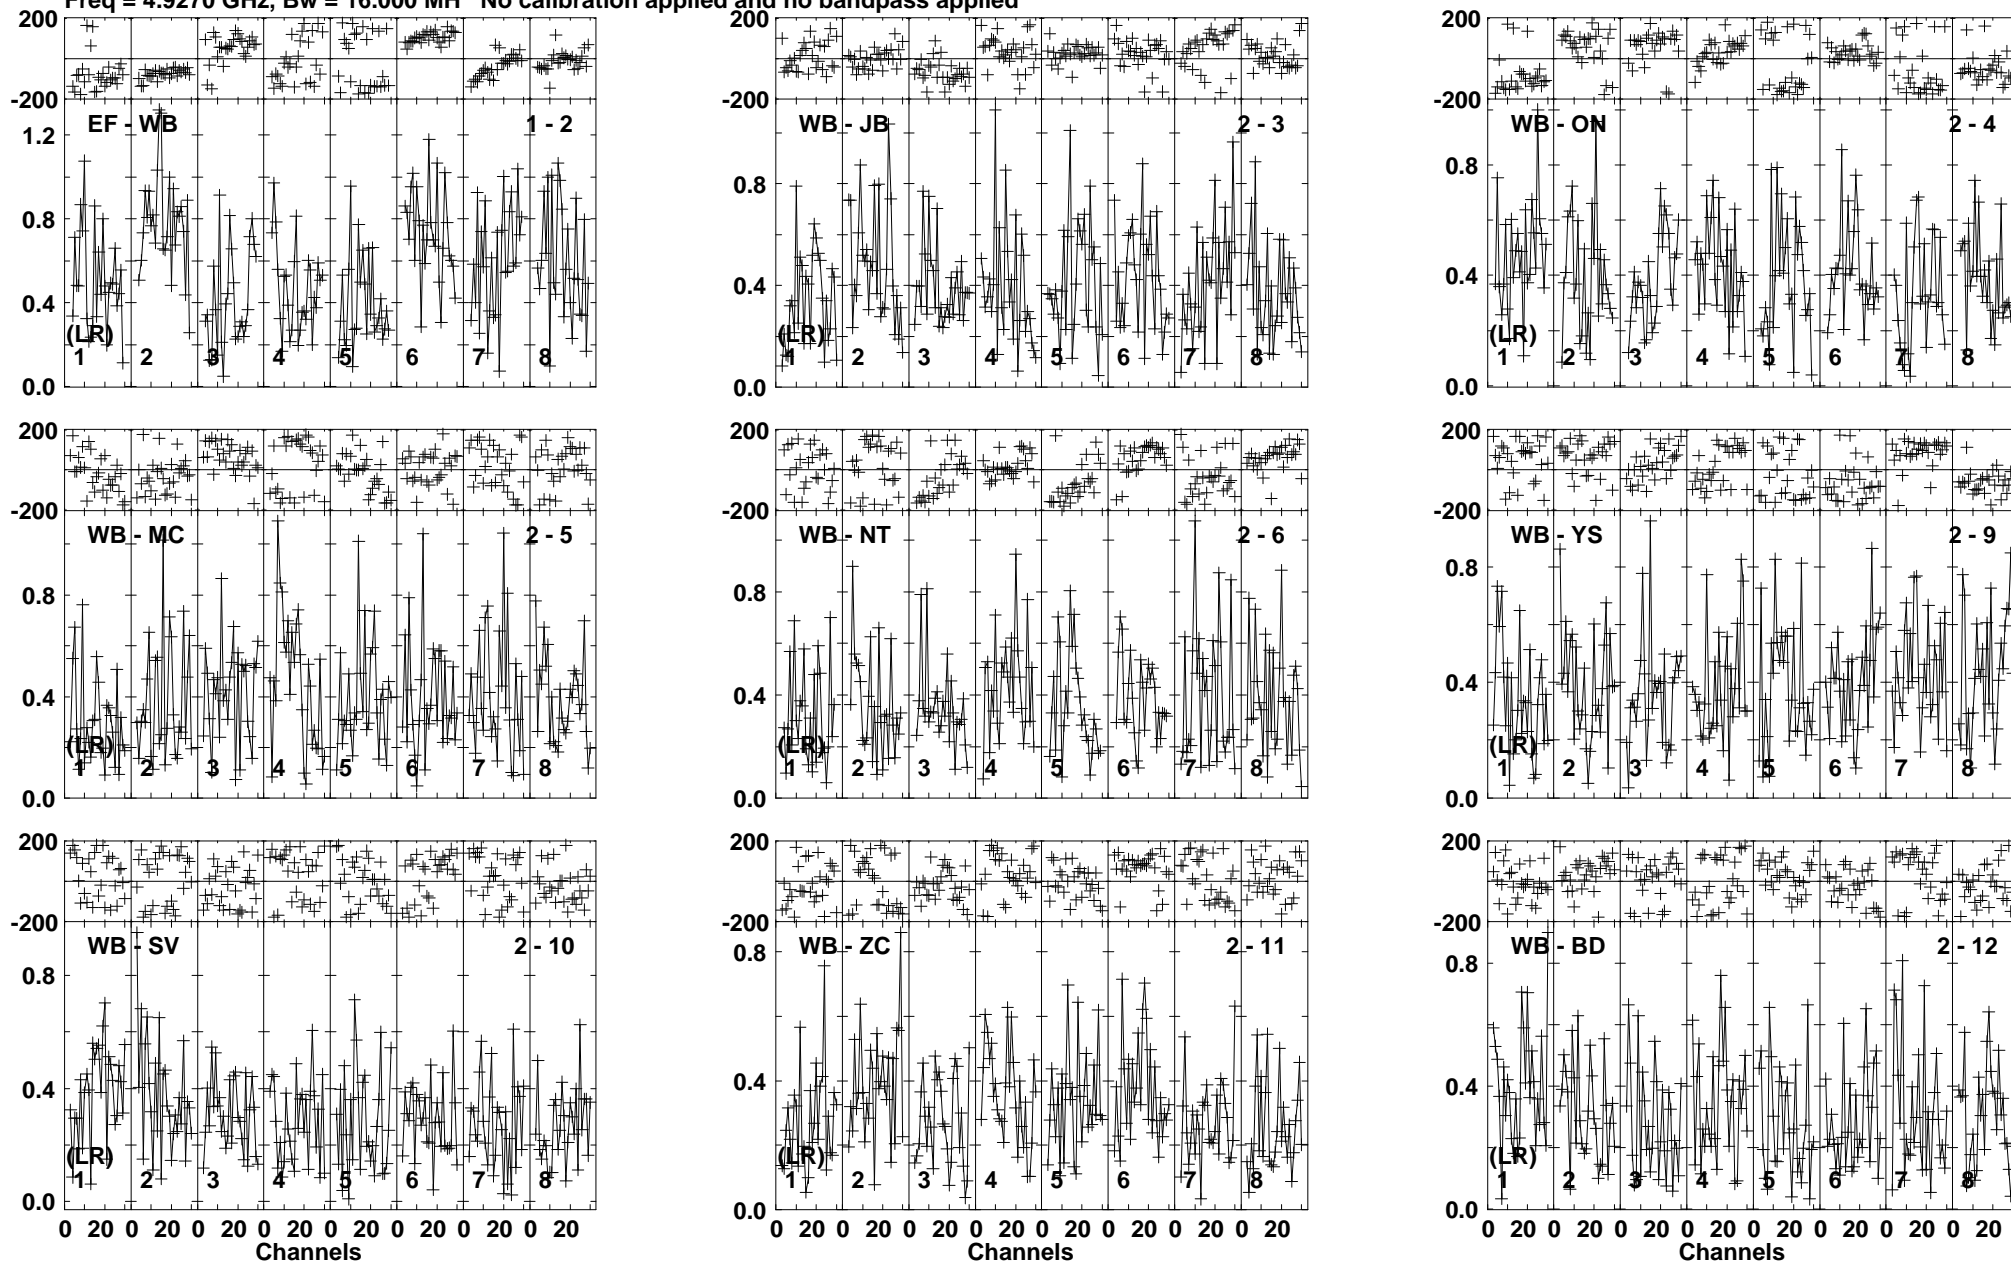 Freq = 4.9270 GHz, Bw = 16.000 MH No calibration applied and no bandpass applied
200 200 200
-200 -200 -200
EF - WB 1 - 2 WB - JB 2 - 3 WB - ON 2 - 4
1.2
0.8 0.8 0.8
0.4 0.4 0.4
(LR) (LR) (LR)
1 2 3 4 5 6 7 8 1 2 3 4 5 6 7 8 1 2 3 4 5 6 7 8
0.0 0.0 0.0
200 200 200
-200 -200 -200
WB - MC 2 - 5 WB - NT 2 - 6 WB - YS 2 - 9
0.8 0.8 0.8
0.4 0.4 0.4
(LR) (LR) (LR)
1 2 3 4 5 6 7 8 1 2 3 4 5 6 7 8 1 2 3 4 5 6 7 8
0.0 0.0 0.0
200 200 200
-200 -200 -200
WB - SV 2 - 10 WB - ZC 2 - 11 WB - BD 2 - 12
0.8 0.8 0.8
0.4 0.4 0.4
(LR) (LR) (LR)
1 2 3 4 5 6 7 8 1 2 3 4 5 6 7 8 1 2 3 4 5 6 7 8
0.0 0.0 0.0
0 20 0 20 0 20 0 20 0 20 0 20 0 20 0 20 0 20 0 20 0 20 0 20 0 20 0 20 0 20 0 20 0 20 0 20 0 20 0 20 0 20 0 20 0 20 0 20
Channels Channels Channels